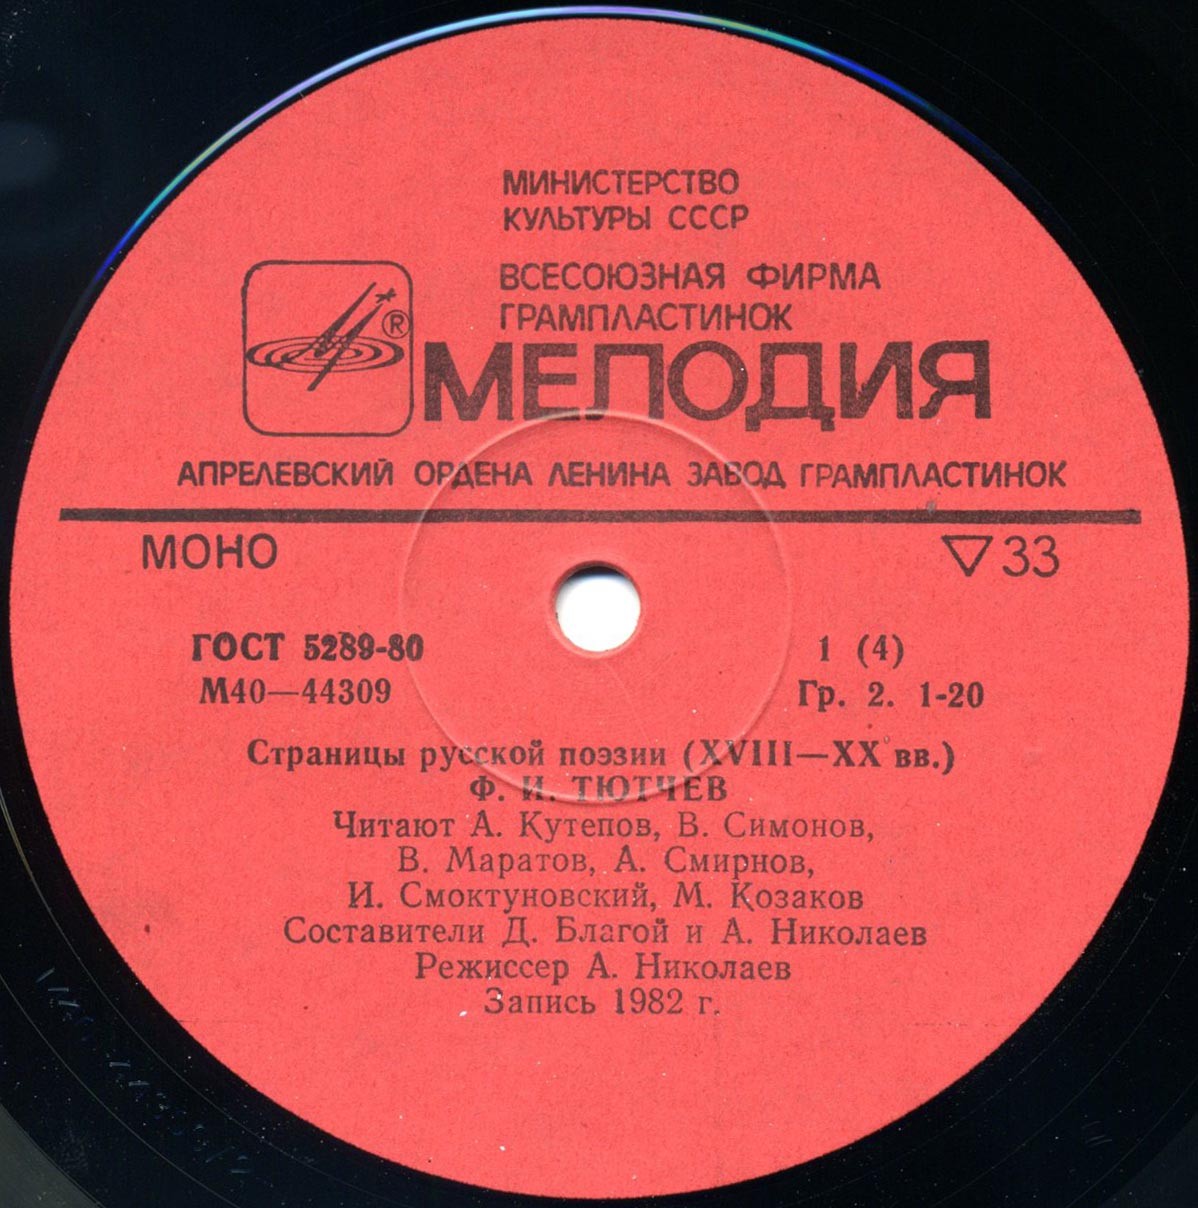 МИНИСТЕРСТВО
КУЛЬТУРЫ СССР
ВСЕСОЮЗНАЯ ФИРМА
ГРАМПЛАСТИНОК
®
МЕЛОДИЯ
АПРЕЛЕВСКИЙ ОРДЕНА ЛЕНИНА ЗАВОД ГРАМПЛАСТИНОК
МОНО
▽33
ГОСТ 5289-80
1 (4)
М40—44309
Гр. 2. 1-20
Страницы русской поэзии (XVIII—XX вв.)
Ф. И. ТЮТЧЕВ
Читают А. Кутепов, В. Симонов,
В. Маратов, А. Смирнов,
И. Смоктуновский, М. Козаков
Составители Д. Благой и А. Николаев
Режиссер А. Николаев
Запись 1982 г.